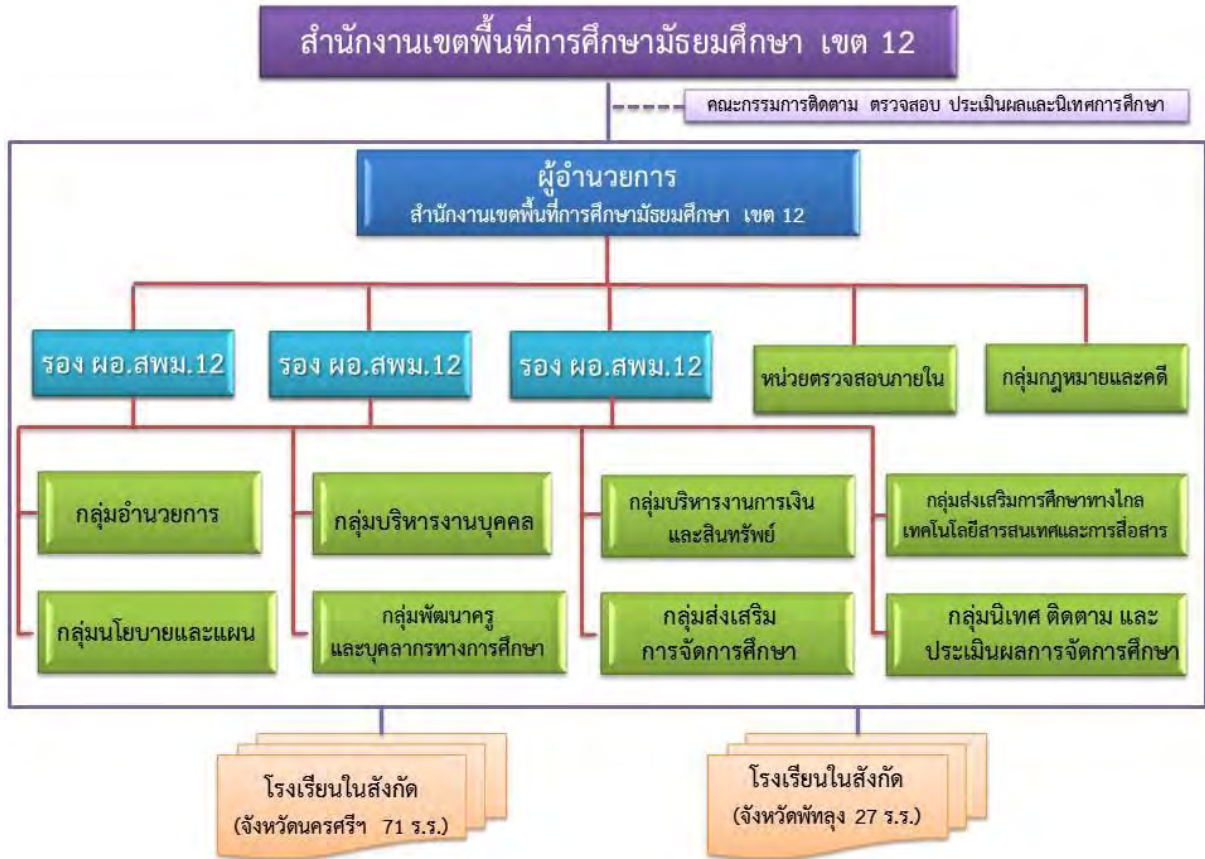 สำนักงานเขตพื้นที่การศึกษามัธยมศึกษา เขต 12
คณะกรรมการติดตาม ตรวจสอบ ประเมินผลและนิเทศการศึกษา
ผู้อำนวยการ
สำนักงานเขตพื้นที่การศึกษามัธยมศึกษา เขต 12
รอง ผอ.สพม.12
รอง ผอ.สพม.12
รอง ผอ.สพม.12
หน่วยตรวจสอบภายใน
กลุ่มกฎหมายและคดี
กลุ่มอำนวยการ
กลุ่มบริหารงานบุคคล
กลุ่มบริหารงานการเงิน
และสินทรัพย์
กลุ่มส่งเสริมการศึกษาทางไกล
เทคโนโลยีสารสนเทศและการสื่อสาร
กลุ่มนโยบายและแผน
กลุ่มพัฒนาครู
และบุคลากรทางการศึกษา
กลุ่มส่งเสริม
การจัดการศึกษา
กลุ่มนิเทศ ติดตาม และ
ประเมินผลการจัดการศึกษา
โรงเรียนในสังกัด
(จังหวัดนครศรีฯ 71 ร.ร.)
โรงเรียนในสังกัด
(จังหวัดพัทลุง 27 ร.ร.)